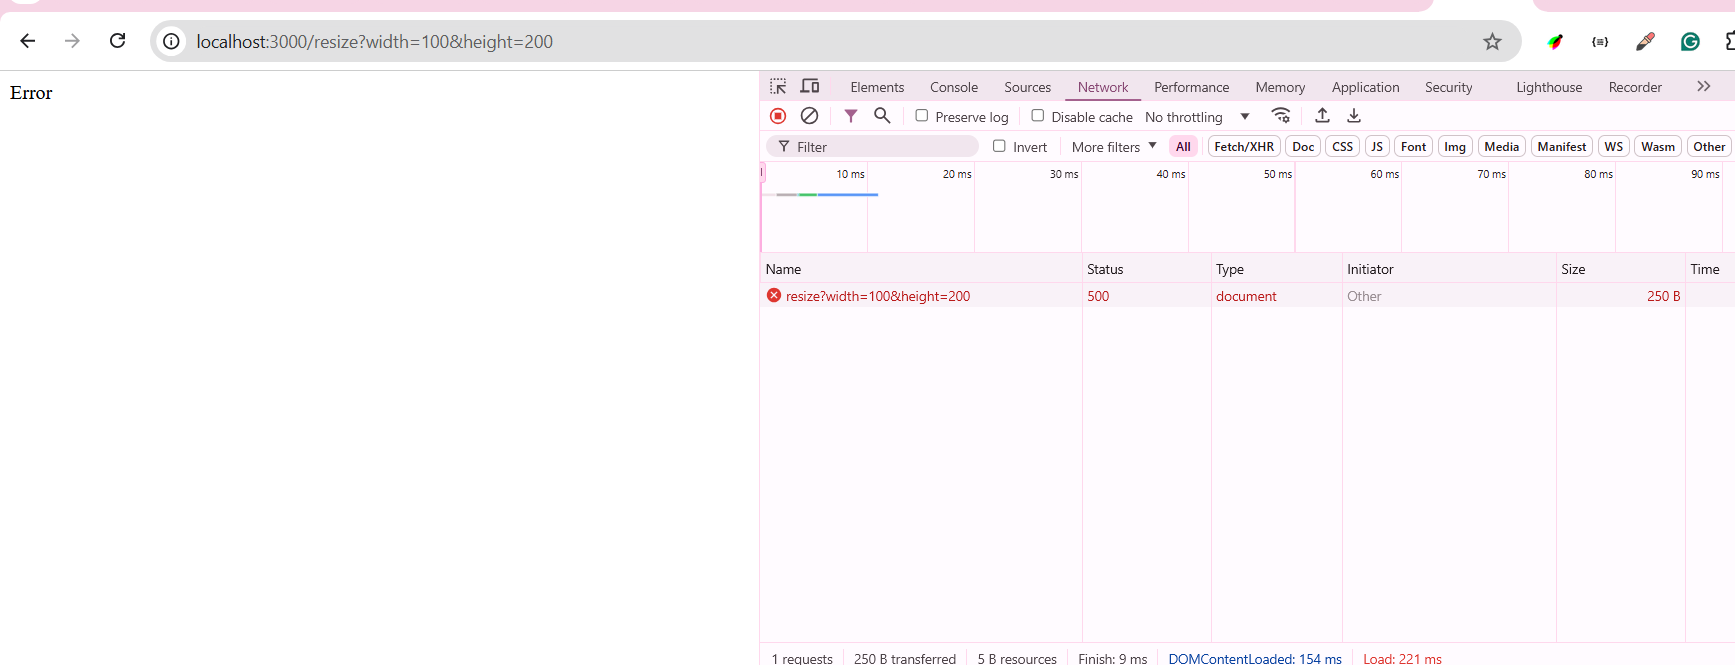 localhost:3000/resize?width=100&height=200
Error
Elements Console Sources Network Performance Memory Application Security Lighthouse Recorder
Preserve log Disable cache No throttling
Filter Invert More filters All Fetch/XHR Doc CSS JS Font Img Media Manifest WS Wasm Other
10 ms 20 ms 30 ms 40 ms 50 ms 60 ms 70 ms 80 ms 90 ms
Name Status Type Initiator Size Time
resize?width=100&height=200 500 document Other 250 B
1 requests 250 B transferred 5 B resources Finish: 9 ms DOMContentLoaded: 154 ms Load: 221 ms